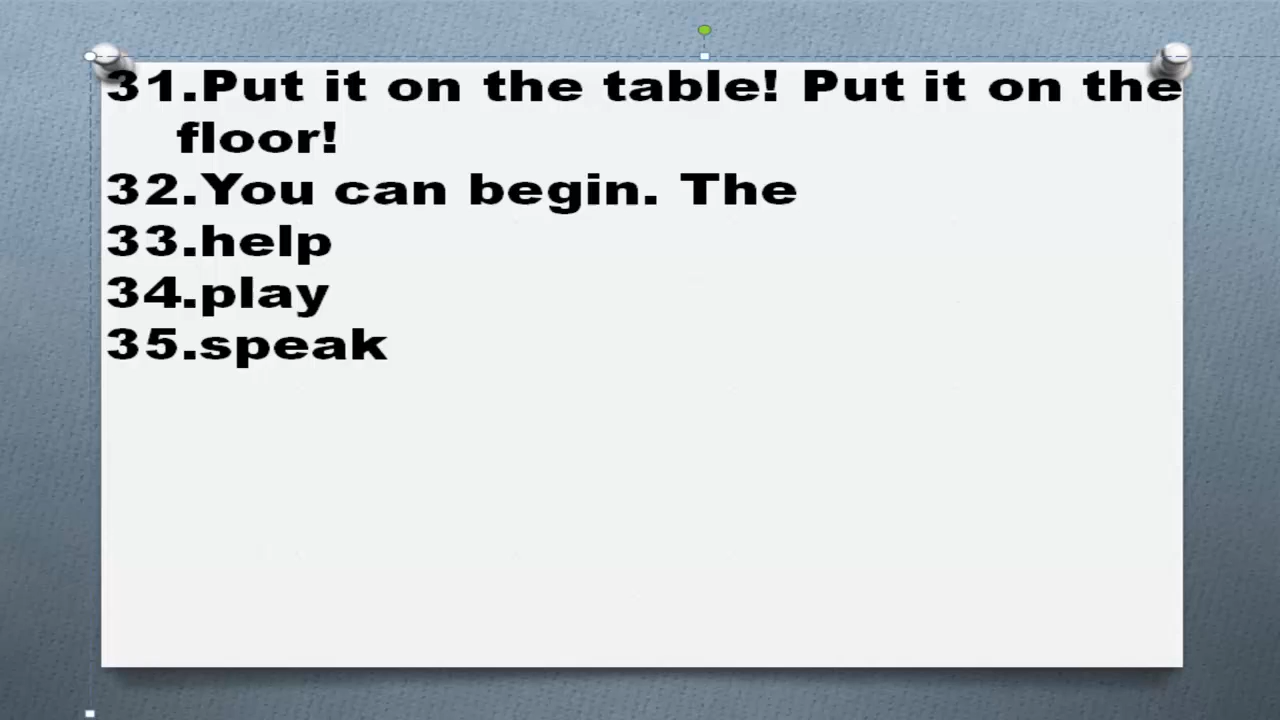 31.Put it on the table! Put it on the
floor!
32.You can begin. The
33.help
34.play
35.speak